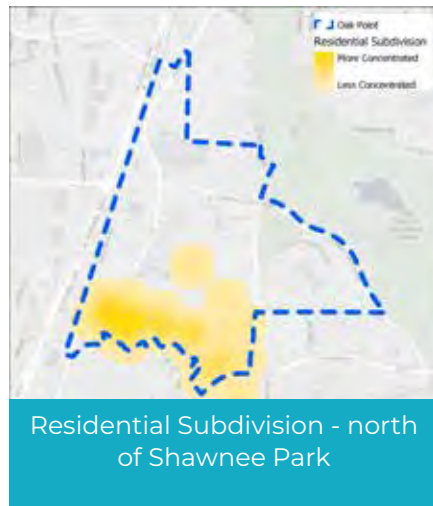 Oak Point
Residential Subdivision
More Concentrated
Less Concentrated
Residential Subdivision - north
of Shawnee Park